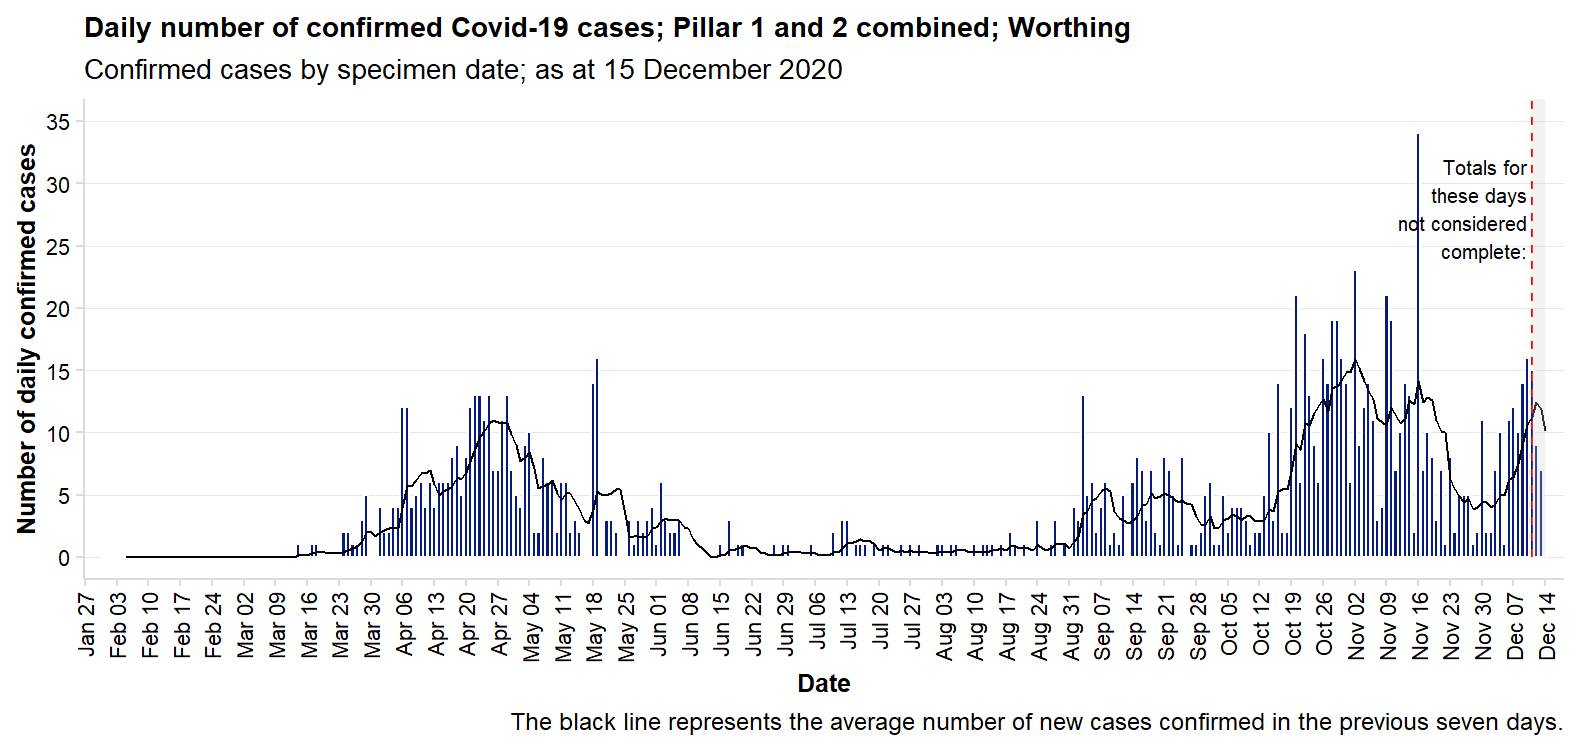 Daily number of confirmed Covid-19 cases; Pillar 1 and 2 combined; Worthing
Confirmed cases by specimen date; as at 15 December 2020
Number of daily confirmed cases
35
30
25
20
15
10
5
0
Totals for
these days
not considered
complete:
Jan 27
Feb 03
Feb 10
Feb 17
Feb 24
Mar 02
Mar 09
Mar 16
Mar 23
Mar 30
Apr 06
Apr 13
Apr 20
Apr 27
May 04
May 11
May 18
May 25
Jun 01
Jun 08
Jun 15
Jun 22
Jun 29
Jul 06
Jul 13
Jul 20
Jul 27
Aug 03
Aug 10
Aug 17
Aug 24
Aug 31
Sep 07
Sep 14
Sep 21
Sep 28
Oct 05
Oct 12
Oct 19
Oct 26
Nov 02
Nov 09
Nov 16
Nov 23
Nov 30
Dec 07
Dec 14
Date
The black line represents the average number of new cases confirmed in the previous seven days.